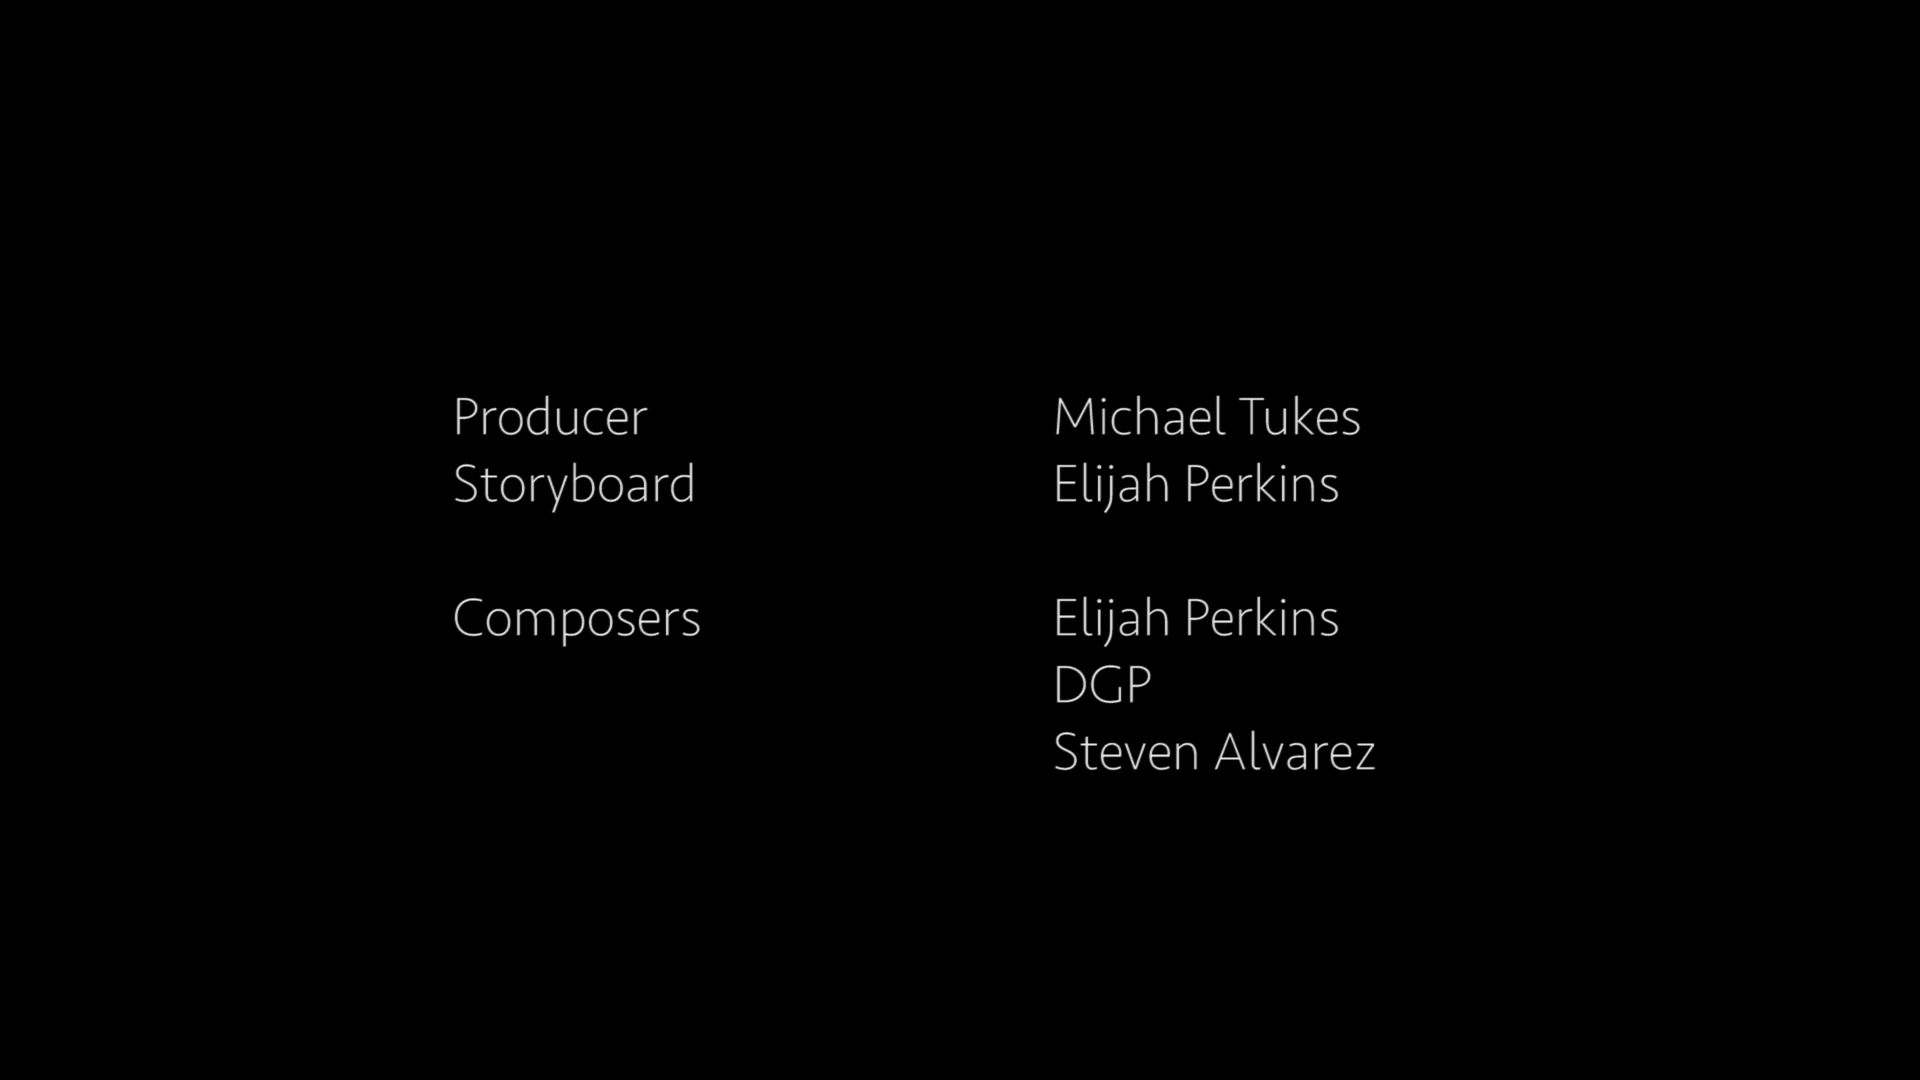 Producer Michael Tukes
Storyboard Elijah Perkins
Composers Elijah Perkins
DGP
Steven Alvarez